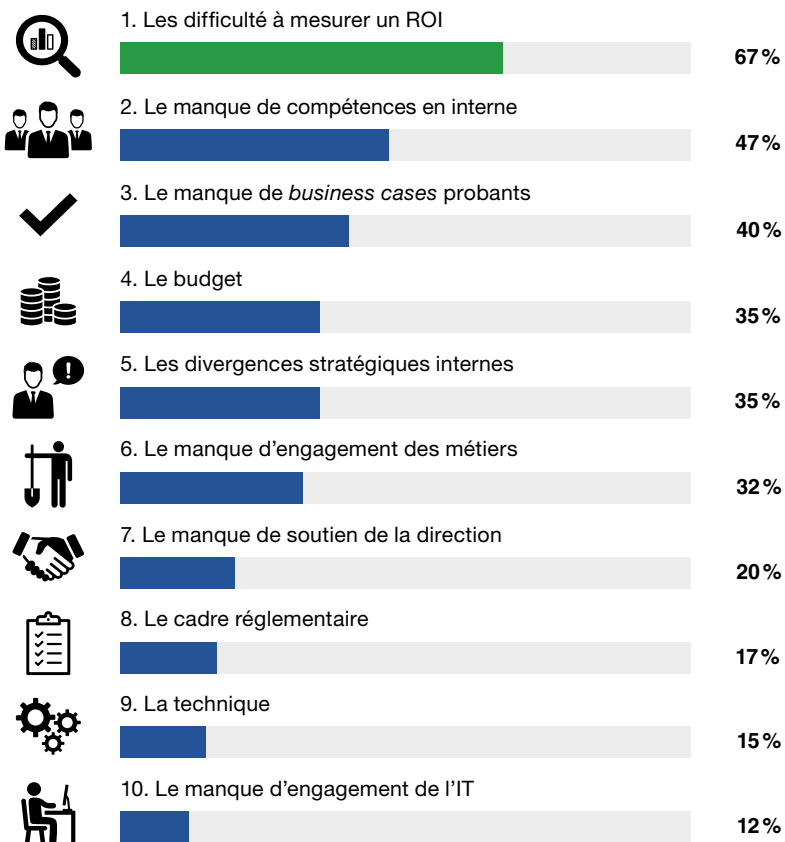 1. Les difficulté à mesurer un ROI
67 %
2. Le manque de compétences en interne
47 %
3. Le manque de business cases probants
40 %
4. Le budget
35 %
5. Les divergences stratégiques internes
35 %
6. Le manque d'engagement des métiers
32 %
7. Le manque de soutien de la direction
20 %
8. Le cadre réglementaire
17 %
9. La technique
15 %
10. Le manque d'engagement de l'IT
12 %